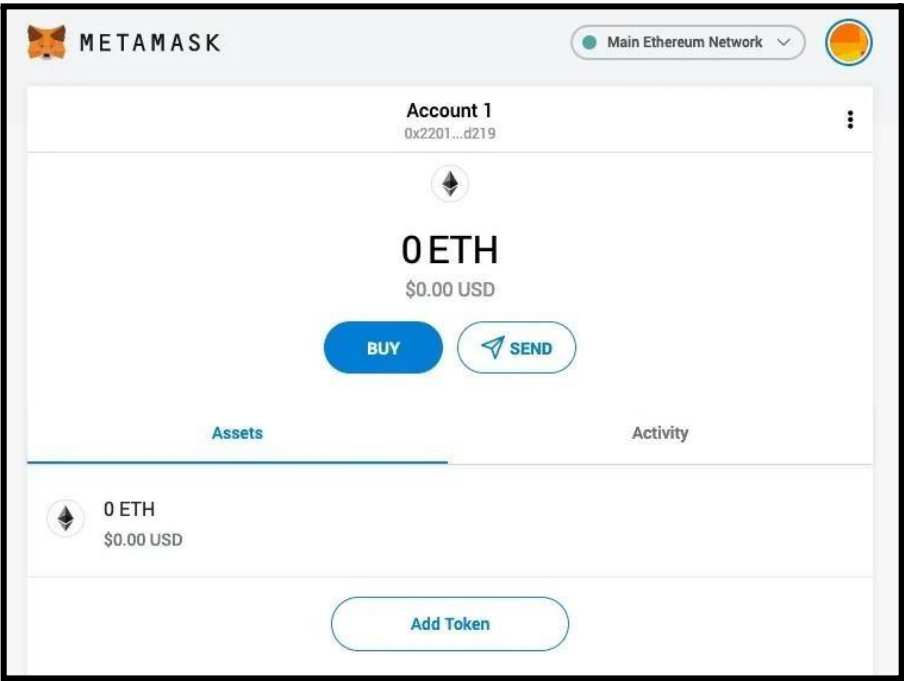 METAMASK
Main Ethereum Network
Account 1
0x2201...d219
0 ETH
$0.00 USD
BUY
SEND
Assets
Activity
0 ETH
$0.00 USD
Add Token